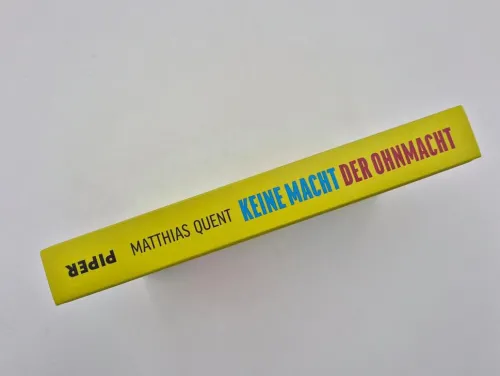 PIPER MATTHIAS QUENT KEINE MACHT DER OHNMACHT